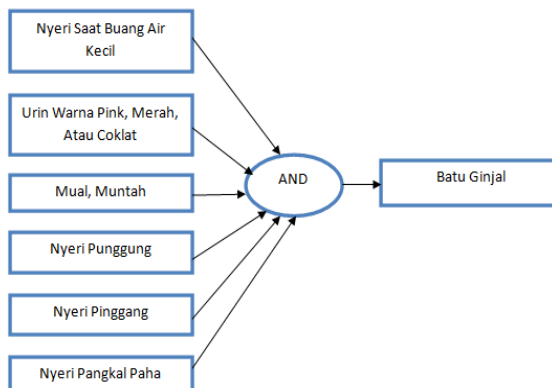 Nyeri Saat Buang Air
Kecil
Urin Warna Pink, Merah,
Atau Coklat
Mual, Muntah
Nyeri Punggung
Nyeri Pinggang
Nyeri Pangkal Paha
AND
Batu Ginjal